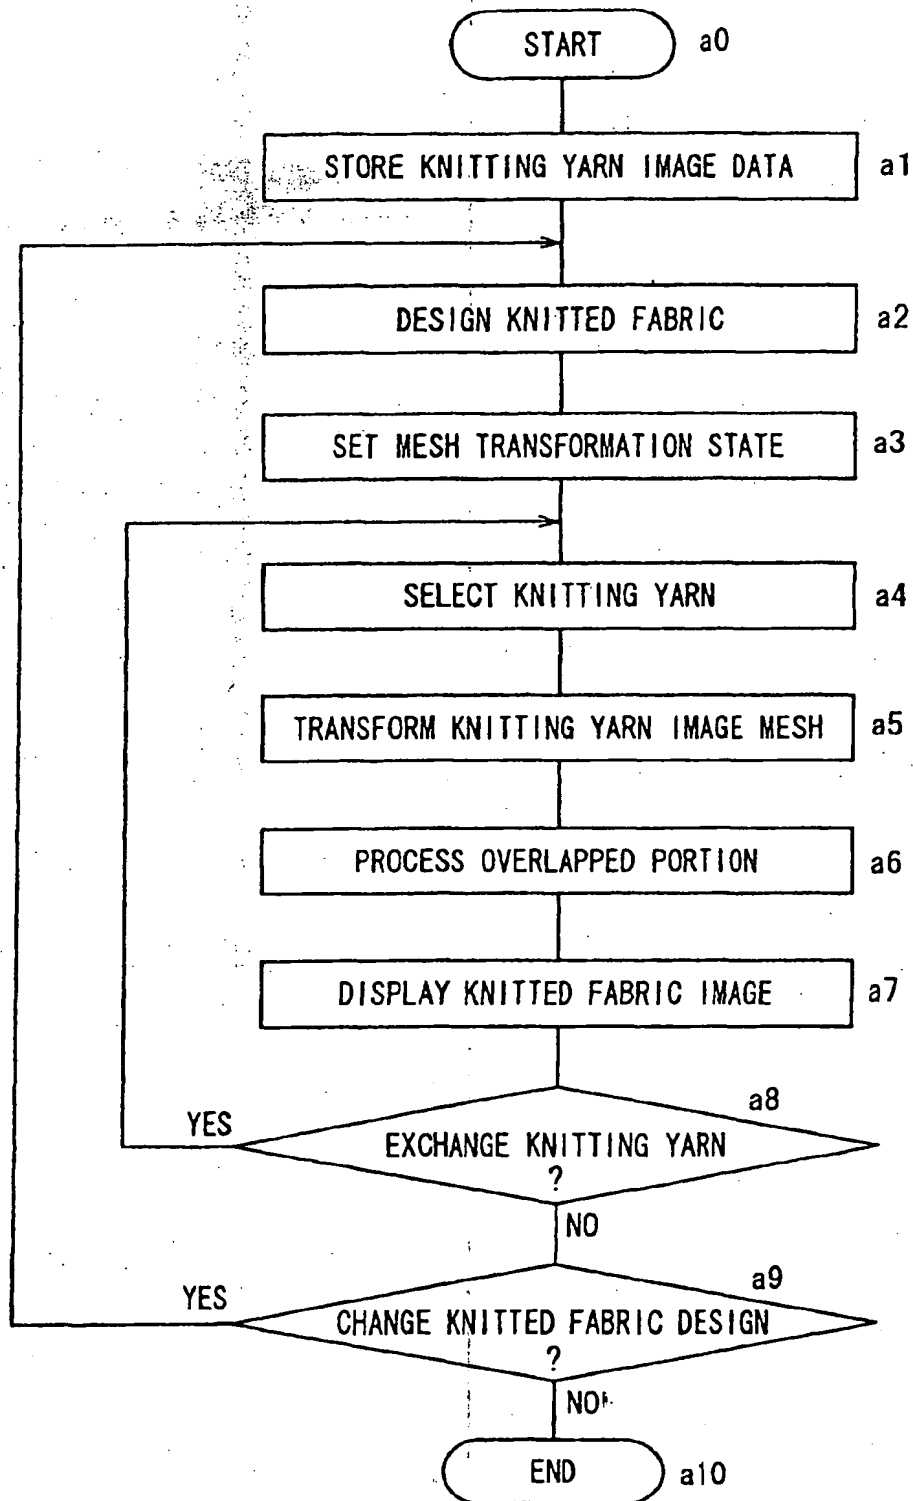 START a0
STORE KNITTING YARN IMAGE DATA a1
DESIGN KNITTED FABRIC a2
SET MESH TRANSFORMATION STATE a3
SELECT KNITTING YARN a4
TRANSFORM KNITTING YARN IMAGE MESH a5
PROCESS OVERLAPPED PORTION a6
DISPLAY KNITTED FABRIC IMAGE a7
a8
YES
EXCHANGE KNITTING YARN
?
NO
a9
YES
CHANGE KNITTED FABRIC DESIGN
?
NO
END a10